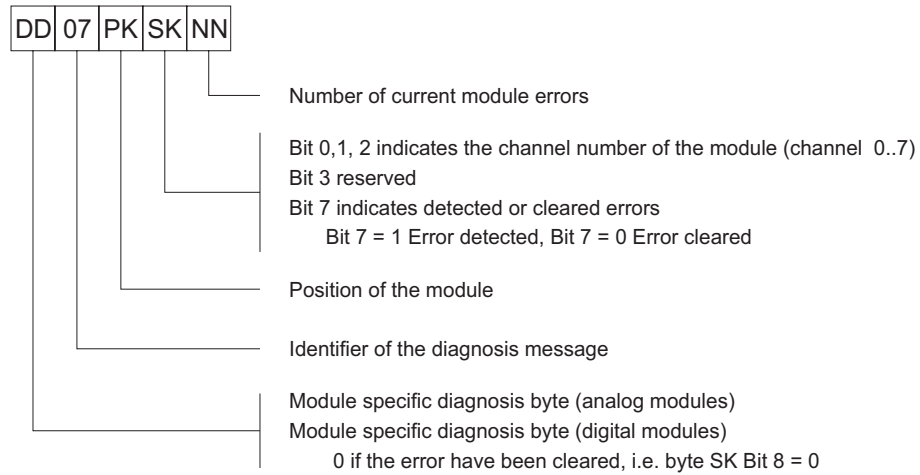 DD 07 PK SK NN
Number of current module errors
Bit 0,1, 2 indicates the channel number of the module (channel 0..7)
Bit 3 reserved
Bit 7 indicates detected or cleared errors
Bit 7 = 1 Error detected, Bit 7 = 0 Error cleared
Position of the module
Identifier of the diagnosis message
Module specific diagnosis byte (analog modules)
Module specific diagnosis byte (digital modules)
0 if the error have been cleared, i.e. byte SK Bit 8 = 0